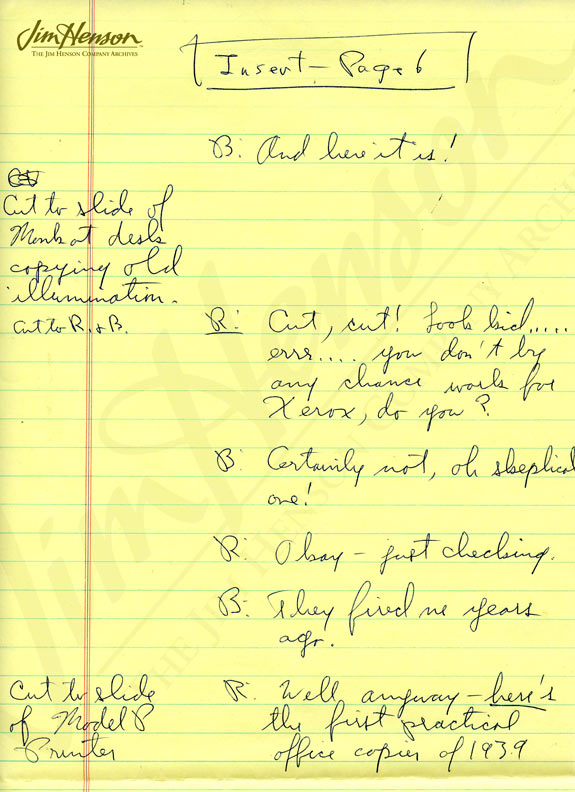 Jim Henson™
THE JIM HENSON COMPANY ARCHIVES
Insert - Page 6
B: And here it is!
Cut to slide of
Monk at desk
copying old
illumination.
Cut to R. & B.
R: Cut, cut! Look kid.....
errr.... you don't by
any chance work for
Xerox, do you?
B: Certainly not, oh skeptical
one!
R: Okay - just checking.
B: They fired me years
ago.
Cut to slide
of Model P
Printer
R: Well, anyway - here's
the first practical
office copier of 1939